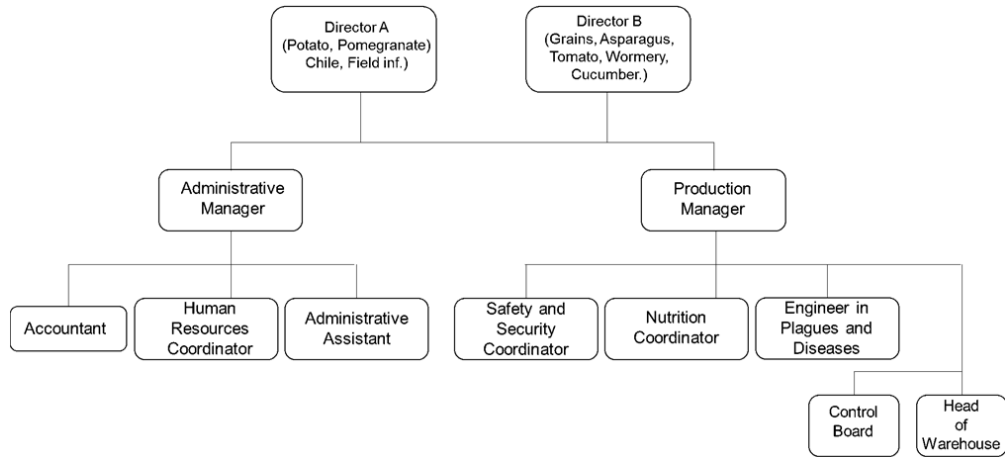 Director A
(Potato, Pomegranate)
Chile, Field inf.)
Director B
(Grains, Asparagus,
Tomato, Wormery,
Cucumber.)
Administrative
Manager
Production
Manager
Accountant
Human
Resources
Coordinator
Administrative
Assistant
Safety and
Security
Coordinator
Nutrition
Coordinator
Engineer in
Plagues and
Diseases
Control
Board
Head
of
Warehouse